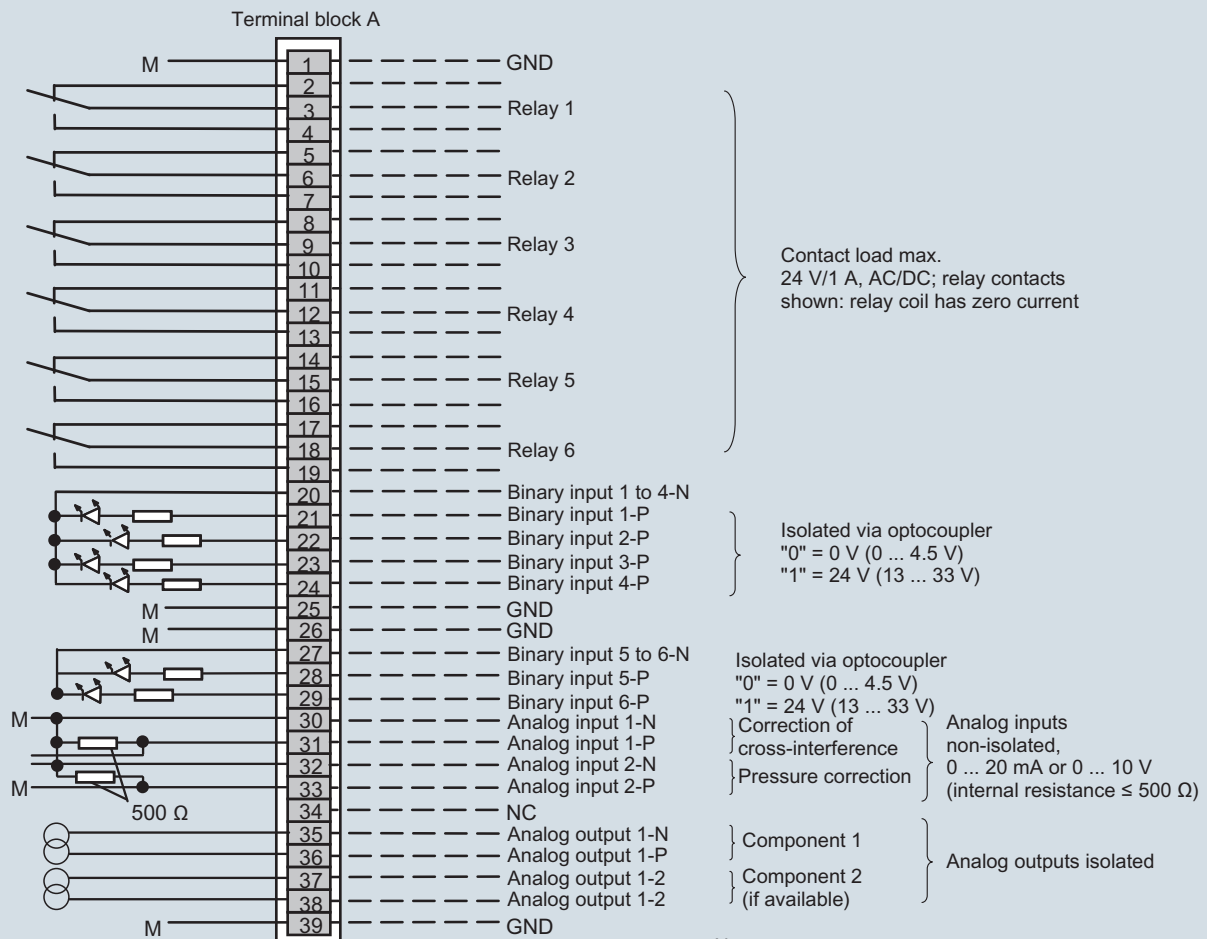 Terminal block A
M 1 GND
2
3 Relay 1
4
5
6 Relay 2
7
8
9 Relay 3
10
11
12 Relay 4
13
14
15 Relay 5
16
17
18 Relay 6
19
Contact load max.
24 V/1 A, AC/DC; relay contacts
shown: relay coil has zero current
20 Binary input 1 to 4-N
21 Binary input 1-P
22 Binary input 2-P
23 Binary input 3-P
24 Binary input 4-P
Isolated via optocoupler
"0" = 0 V (0 ... 4.5 V)
"1" = 24 V (13 ... 33 V)
M 25 GND
M 26 GND
27 Binary input 5 to 6-N
28 Binary input 5-P
29 Binary input 6-P
Isolated via optocoupler
"0" = 0 V (0 ... 4.5 V)
"1" = 24 V (13 ... 33 V)
M 30 Analog input 1-N
31 Analog input 1-P
Correction of
cross-interference
32 Analog input 2-N
M 33 Analog input 2-P
Pressure correction
Analog inputs
non-isolated,
0 ... 20 mA or 0 ... 10 V
(internal resistance ≤ 500 Ω)
500 Ω
34 NC
35 Analog output 1-N
36 Analog output 1-P
Component 1
37 Analog output 1-2
38 Analog output 1-2
Component 2
(if available)
Analog outputs isolated
M 39 GND